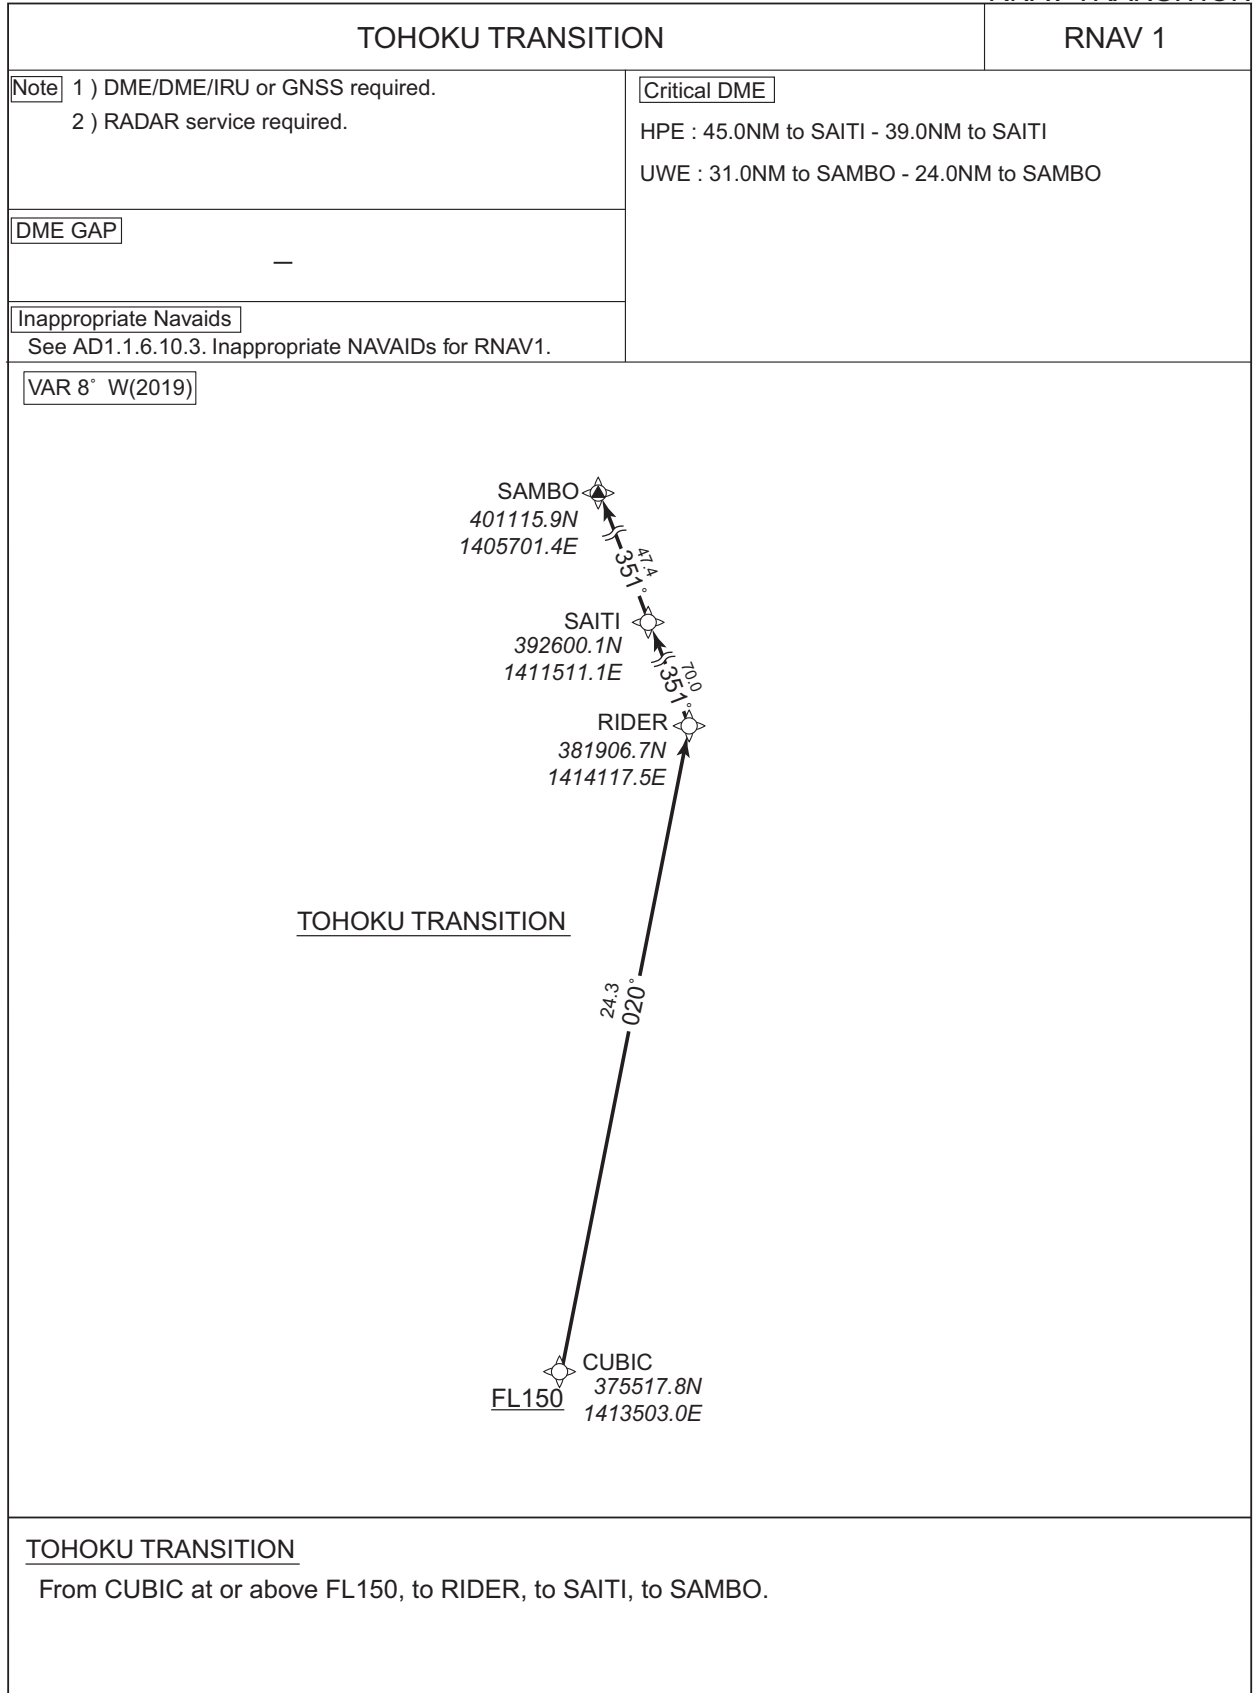 TOHOKU TRANSITION
RNAV 1
Note 1 ) DME/DME/IRU or GNSS required.
2 ) RADAR service required.
Critical DME
HPE : 45.0NM to SAITI - 39.0NM to SAITI
UWE : 31.0NM to SAMBO - 24.0NM to SAMBO
DME GAP
—
Inappropriate Navaids
See AD1.1.6.10.3. Inappropriate NAVAIDs for RNAV1.
VAR 8° W(2019)
SAMBO
401115.9N
1405701.4E
47.4
351°
SAITI
392600.1N
1411511.1E
70.0
351°
RIDER
381906.7N
1414117.5E
TOHOKU TRANSITION
24.3
020°
CUBIC
375517.8N
1413503.0E
FL150
TOHOKU TRANSITION
From CUBIC at or above FL150, to RIDER, to SAITI, to SAMBO.